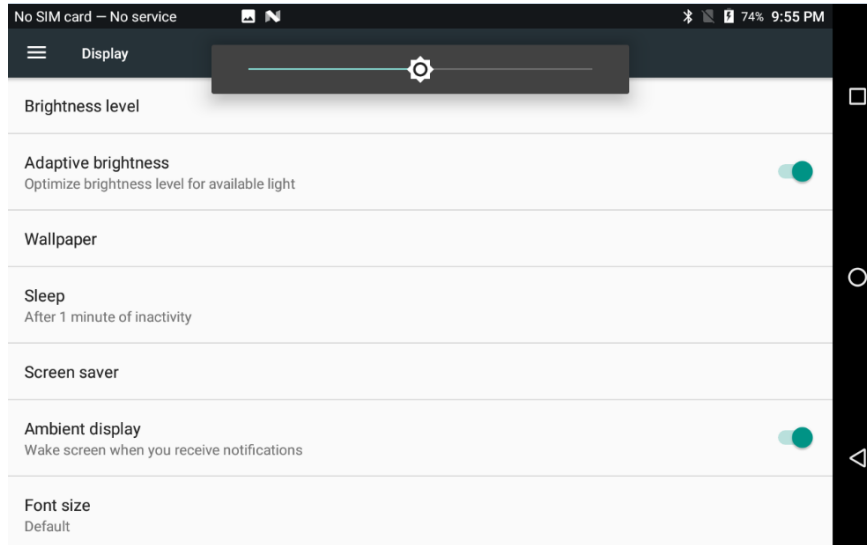 No SIM card — No service 74% 9:55 PM
Display
Brightness level
Adaptive brightness
Optimize brightness level for available light
Wallpaper
Sleep
After 1 minute of inactivity
Screen saver
Ambient display
Wake screen when you receive notifications
Font size
Default